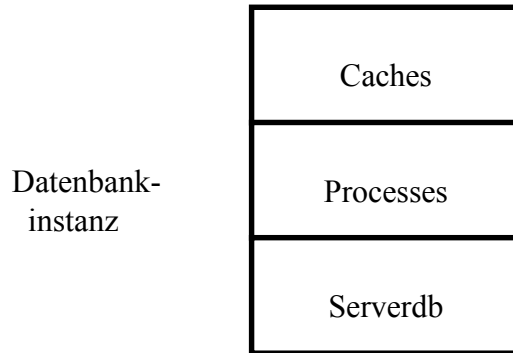 Caches
Datenbank-
instanz
Processes
Serverdb